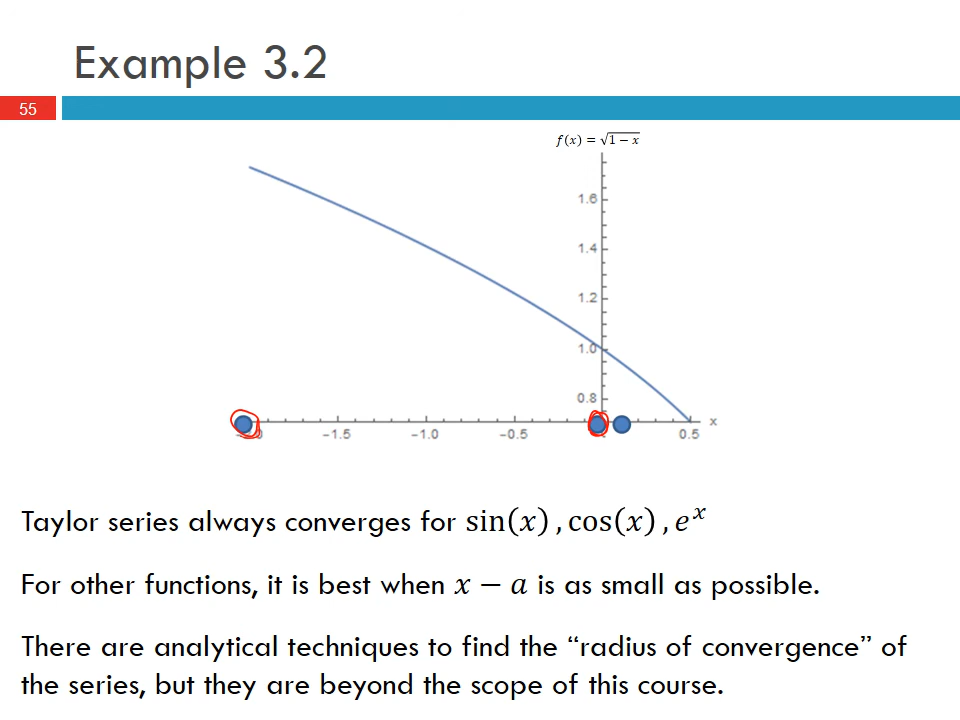 Example 3.2
55
f(x) = √1 − x
1.6
1.4
1.2
1.0
0.8
−1.5 −1.0 −0.5 0.5 x
Taylor series always converges for sin(x), cos(x), eˣ
For other functions, it is best when x − a is as small as possible.
There are analytical techniques to find the “radius of convergence” of
the series, but they are beyond the scope of this course.